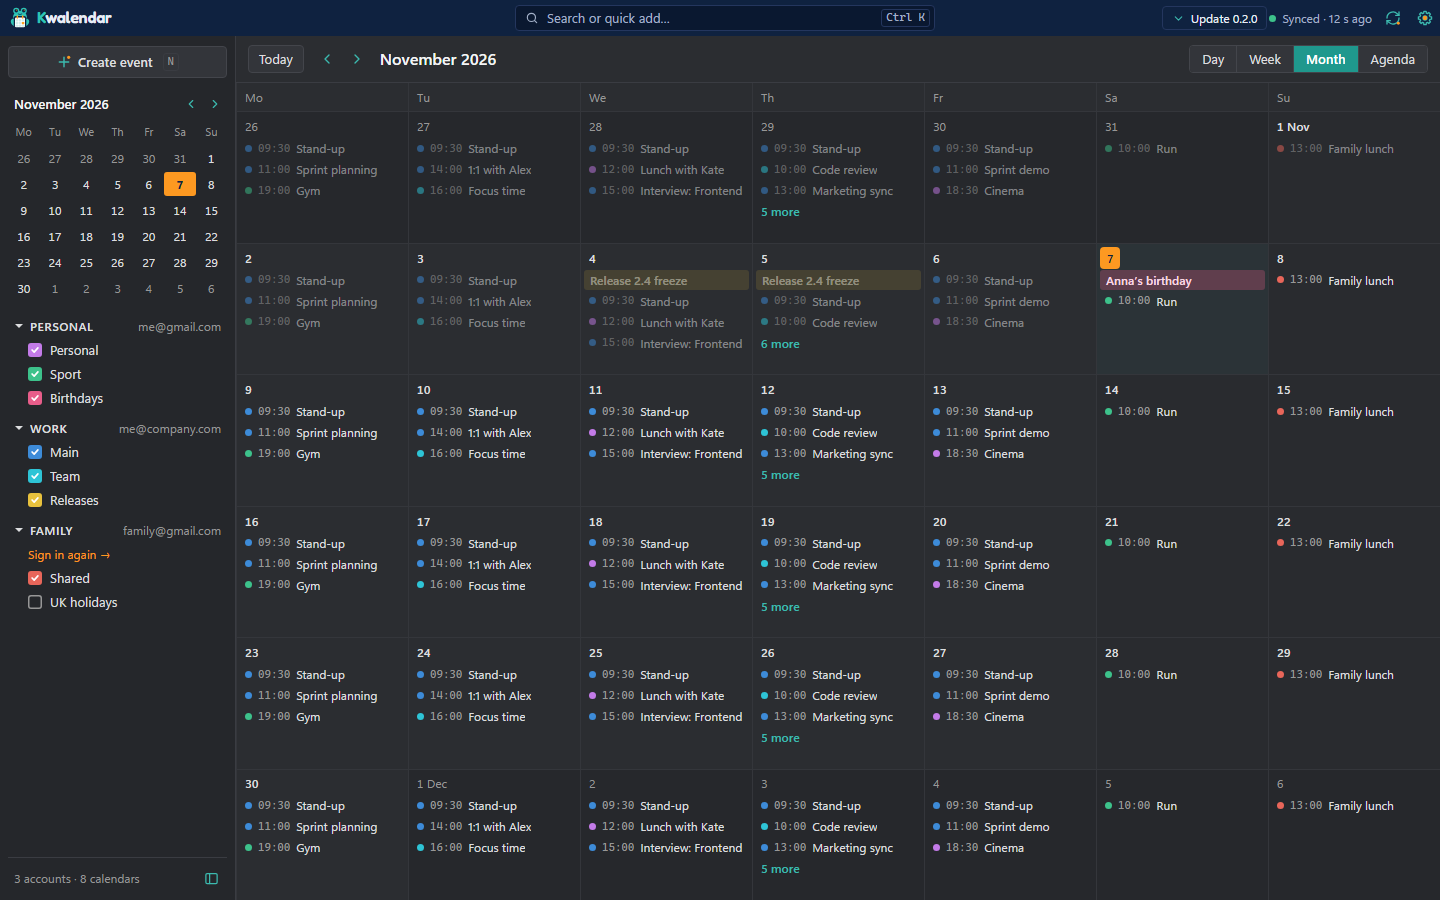 Kwalendar
Search or quick add...
Ctrl K
Update 0.2.0
Synced · 12 s ago
Create event N
November 2026
Mo Tu We Th Fr Sa Su
26 27 28 29 30 31 1
2 3 4 5 6 7 8
9 10 11 12 13 14 15
16 17 18 19 20 21 22
23 24 25 26 27 28 29
30 1 2 3 4 5 6
PERSONAL me@gmail.com
Personal
Sport
Birthdays
WORK me@company.com
Main
Team
Releases
FAMILY family@gmail.com
Sign in again →
Shared
UK holidays
3 accounts · 8 calendars
Today
November 2026
Day Week Month Agenda
Mo Tu We Th Fr Sa Su
26
09:30 Stand-up
11:00 Sprint planning
19:00 Gym
27
09:30 Stand-up
14:00 1:1 with Alex
16:00 Focus time
28
09:30 Stand-up
12:00 Lunch with Kate
15:00 Interview: Frontend
29
09:30 Stand-up
10:00 Code review
13:00 Marketing sync
5 more
30
09:30 Stand-up
11:00 Sprint demo
18:30 Cinema
31
10:00 Run
1 Nov
13:00 Family lunch
2
09:30 Stand-up
11:00 Sprint planning
19:00 Gym
3
09:30 Stand-up
14:00 1:1 with Alex
16:00 Focus time
4
Release 2.4 freeze
09:30 Stand-up
12:00 Lunch with Kate
15:00 Interview: Frontend
5
Release 2.4 freeze
09:30 Stand-up
10:00 Code review
6 more
6
09:30 Stand-up
11:00 Sprint demo
18:30 Cinema
7
Anna's birthday
10:00 Run
8
13:00 Family lunch
9
09:30 Stand-up
11:00 Sprint planning
19:00 Gym
10
09:30 Stand-up
14:00 1:1 with Alex
16:00 Focus time
11
09:30 Stand-up
12:00 Lunch with Kate
15:00 Interview: Frontend
12
09:30 Stand-up
10:00 Code review
13:00 Marketing sync
5 more
13
09:30 Stand-up
11:00 Sprint demo
18:30 Cinema
14
10:00 Run
15
13:00 Family lunch
16
09:30 Stand-up
11:00 Sprint planning
19:00 Gym
17
09:30 Stand-up
14:00 1:1 with Alex
16:00 Focus time
18
09:30 Stand-up
12:00 Lunch with Kate
15:00 Interview: Frontend
19
09:30 Stand-up
10:00 Code review
13:00 Marketing sync
5 more
20
09:30 Stand-up
11:00 Sprint demo
18:30 Cinema
21
10:00 Run
22
13:00 Family lunch
23
09:30 Stand-up
11:00 Sprint planning
19:00 Gym
24
09:30 Stand-up
14:00 1:1 with Alex
16:00 Focus time
25
09:30 Stand-up
12:00 Lunch with Kate
15:00 Interview: Frontend
26
09:30 Stand-up
10:00 Code review
13:00 Marketing sync
5 more
27
09:30 Stand-up
11:00 Sprint demo
18:30 Cinema
28
10:00 Run
29
13:00 Family lunch
30
09:30 Stand-up
11:00 Sprint planning
19:00 Gym
1 Dec
09:30 Stand-up
14:00 1:1 with Alex
16:00 Focus time
2
09:30 Stand-up
12:00 Lunch with Kate
15:00 Interview: Frontend
3
09:30 Stand-up
10:00 Code review
13:00 Marketing sync
5 more
4
09:30 Stand-up
11:00 Sprint demo
18:30 Cinema
5
10:00 Run
6
13:00 Family lunch